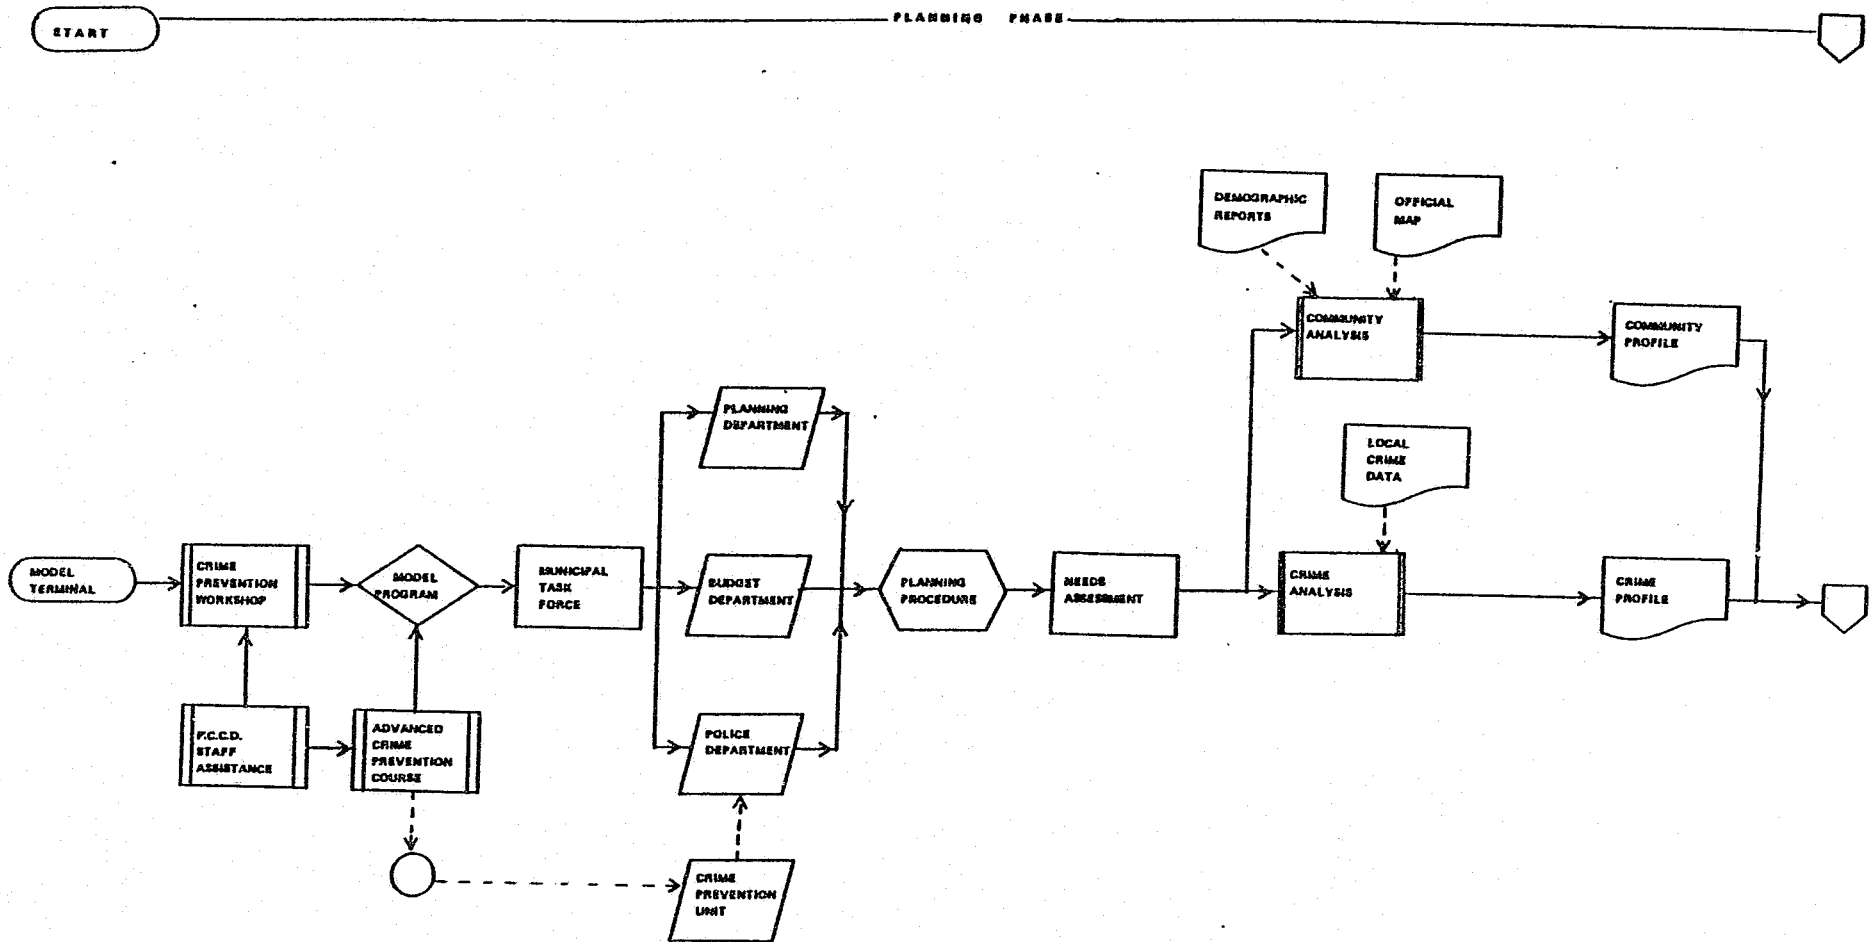 START
PLANNING PHASE
DEMOGRAPHIC
REPORTS
OFFICIAL
MAP
COMMUNITY
ANALYSIS
COMMUNITY
PROFILE
PLANNING
DEPARTMENT
LOCAL
CRIME
DATA
MODEL
TERMINAL
CRIME
PREVENTION
WORKSHOP
MODEL
PROGRAM
MUNICIPAL
TASK
FORCE
BUDGET
DEPARTMENT
PLANNING
PROCEDURE
NEEDS
ASSESSMENT
CRIME
ANALYSIS
CRIME
PROFILE
P.C.C.D.
STAFF
ASSISTANCE
ADVANCED
CRIME
PREVENTION
COURSE
POLICE
DEPARTMENT
CRIME
PREVENTION
UNIT